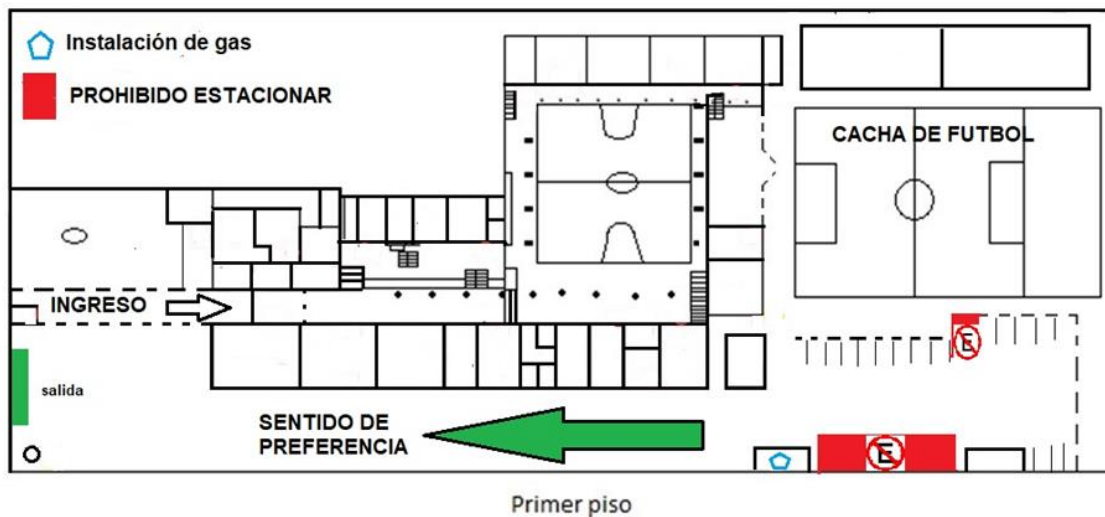 Instalación de gas
PROHIBIDO ESTACIONAR
CACHA DE FUTBOL
INGRESO
E
salida
SENTIDO DE
PREFERENCIA
E
Primer piso